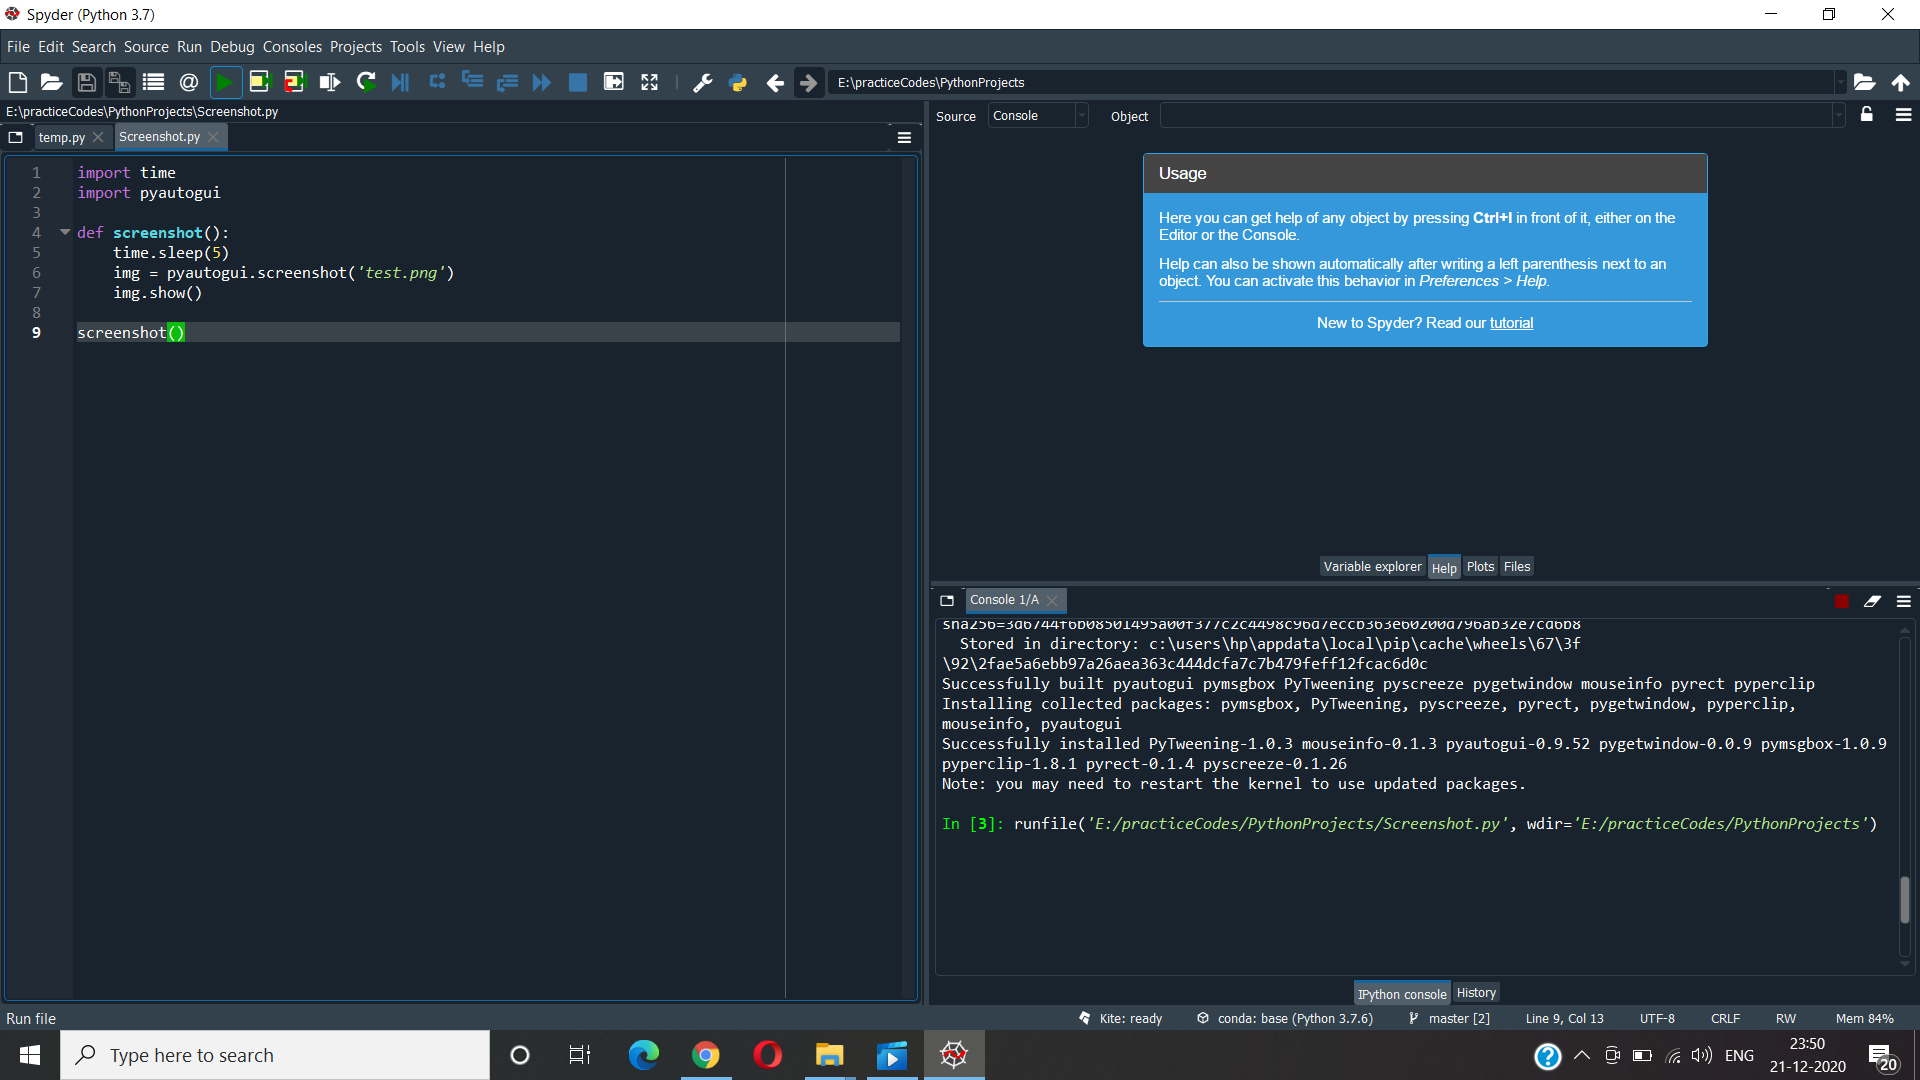 Spyder (Python 3.7)
File Edit Search Source Run Debug Consoles Projects Tools View Help
E:\practiceCodes\PythonProjects
E:\practiceCodes\PythonProjects\Screenshot.py
temp.py
Screenshot.py
1 import time
2 import pyautogui
3
4 def screenshot():
5 time.sleep(5)
6 img = pyautogui.screenshot('test.png')
7 img.show()
8
9 screenshot()
Source Console Object
Usage
Here you can get help of any object by pressing Ctrl+I in front of it, either on the
Editor or the Console.
Help can also be shown automatically after writing a left parenthesis next to an
object. You can activate this behavior in Preferences > Help.
New to Spyder? Read our tutorial
Variable explorer Help Plots Files
Console 1/A
sha256=3d6744f6b08501495a00f377c2c4498c96d7eccb363e60200d796ab32e7cd6b8
Stored in directory: c:\users\hp\appdata\local\pip\cache\wheels\67\3f
\92\2fae5a6ebb97a26aea363c444dcfa7c7b479feff12fcac6d0c
Successfully built pyautogui pymsgbox PyTweening pyscreeze pygetwindow mouseinfo pyrect pyperclip
Installing collected packages: pymsgbox, PyTweening, pyscreeze, pyrect, pygetwindow, pyperclip,
mouseinfo, pyautogui
Successfully installed PyTweening-1.0.3 mouseinfo-0.1.3 pyautogui-0.9.52 pygetwindow-0.0.9 pymsgbox-1.0.9
pyperclip-1.8.1 pyrect-0.1.4 pyscreeze-0.1.26
Note: you may need to restart the kernel to use updated packages.
In [3]: runfile('E:/practiceCodes/PythonProjects/Screenshot.py', wdir='E:/practiceCodes/PythonProjects')
IPython console History
Run file
Kite: ready conda: base (Python 3.7.6) master [2] Line 9, Col 13 UTF-8 CRLF RW Mem 84%
Type here to search
ENG
23:50
21-12-2020
20